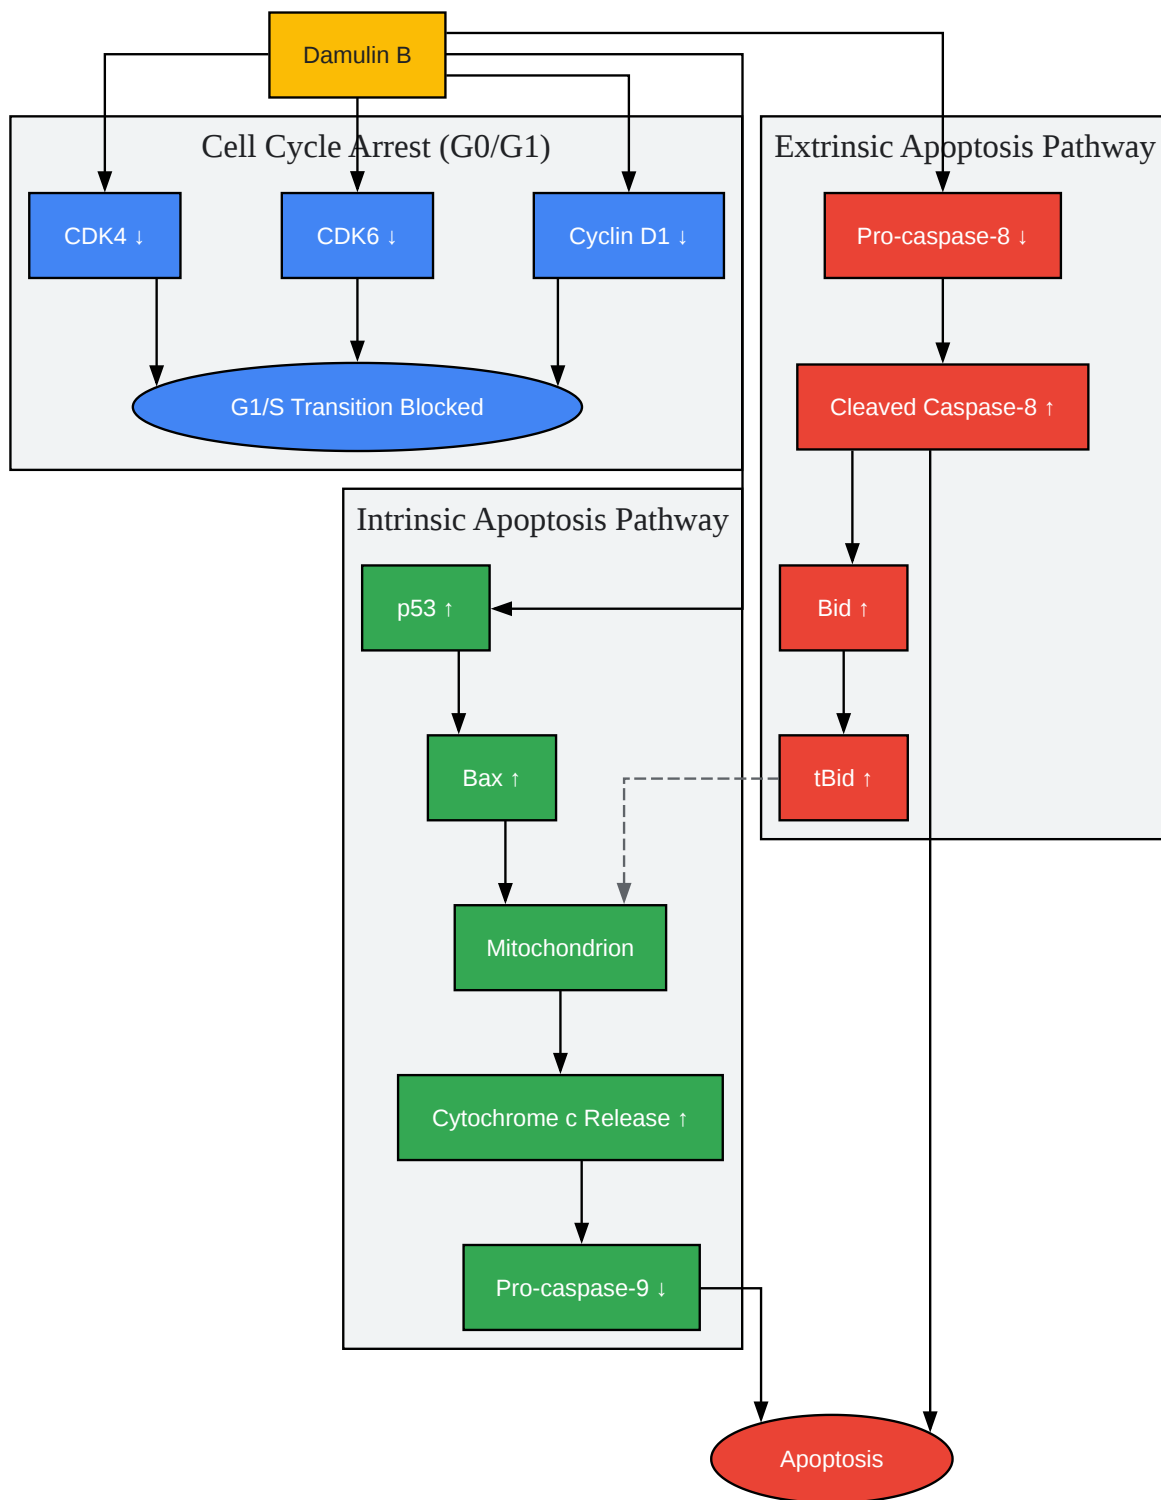 Damulin B
Cell Cycle Arrest (G0/G1)
Extrinsic Apoptosis Pathway
CDK4 ↓
CDK6 ↓
Cyclin D1 ↓
Pro-caspase-8 ↓
G1/S Transition Blocked
Cleaved Caspase-8 ↑
Intrinsic Apoptosis Pathway
p53 ↑
Bid ↑
Bax ↑
tBid ↑
Mitochondrion
Cytochrome c Release ↑
Pro-caspase-9 ↓
Apoptosis